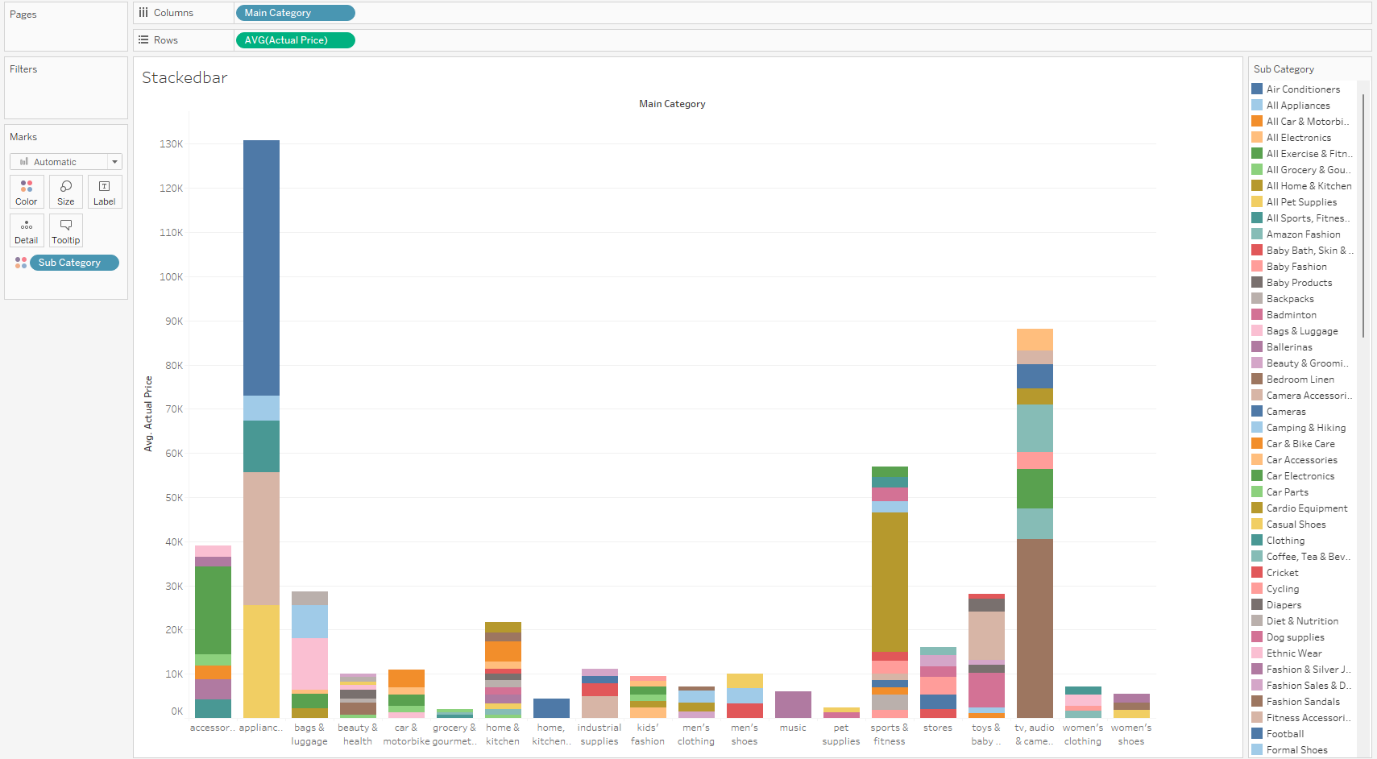 Pages
Columns
Main Category
Rows
AVG(Actual Price)
Filters
Marks
Automatic
Color
Size
Label
Detail
Tooltip
Sub Category
Stackedbar
Main Category
Avg. Actual Price
130K
120K
110K
100K
90K
80K
70K
60K
50K
40K
30K
20K
10K
0K
accessor..
applianc..
bags &
luggage
beauty &
health
car &
motorbike
grocery &
gourmet..
home &
kitchen
home,
kitchen..
industrial
supplies
kids'
fashion
men's
clothing
men's
shoes
music
pet
supplies
sports &
fitness
stores
toys &
baby ..
tv, audio
& came..
women's
clothing
women's
shoes
Sub Category
Air Conditioners
All Appliances
All Car & Motorbi..
All Electronics
All Exercise & Fitn..
All Grocery & Gou..
All Home & Kitchen
All Pet Supplies
All Sports, Fitnes..
Amazon Fashion
Baby Bath, Skin & ..
Baby Fashion
Baby Products
Backpacks
Badminton
Bags & Luggage
Ballerinas
Beauty & Groomi..
Bedroom Linen
Camera Accessori..
Cameras
Camping & Hiking
Car & Bike Care
Car Accessories
Car Electronics
Car Parts
Cardio Equipment
Casual Shoes
Clothing
Coffee, Tea & Bev..
Cricket
Cycling
Diapers
Diet & Nutrition
Dog supplies
Ethnic Wear
Fashion & Silver J..
Fashion Sales & D..
Fashion Sandals
Fitness Accessori..
Football
Formal Shoes